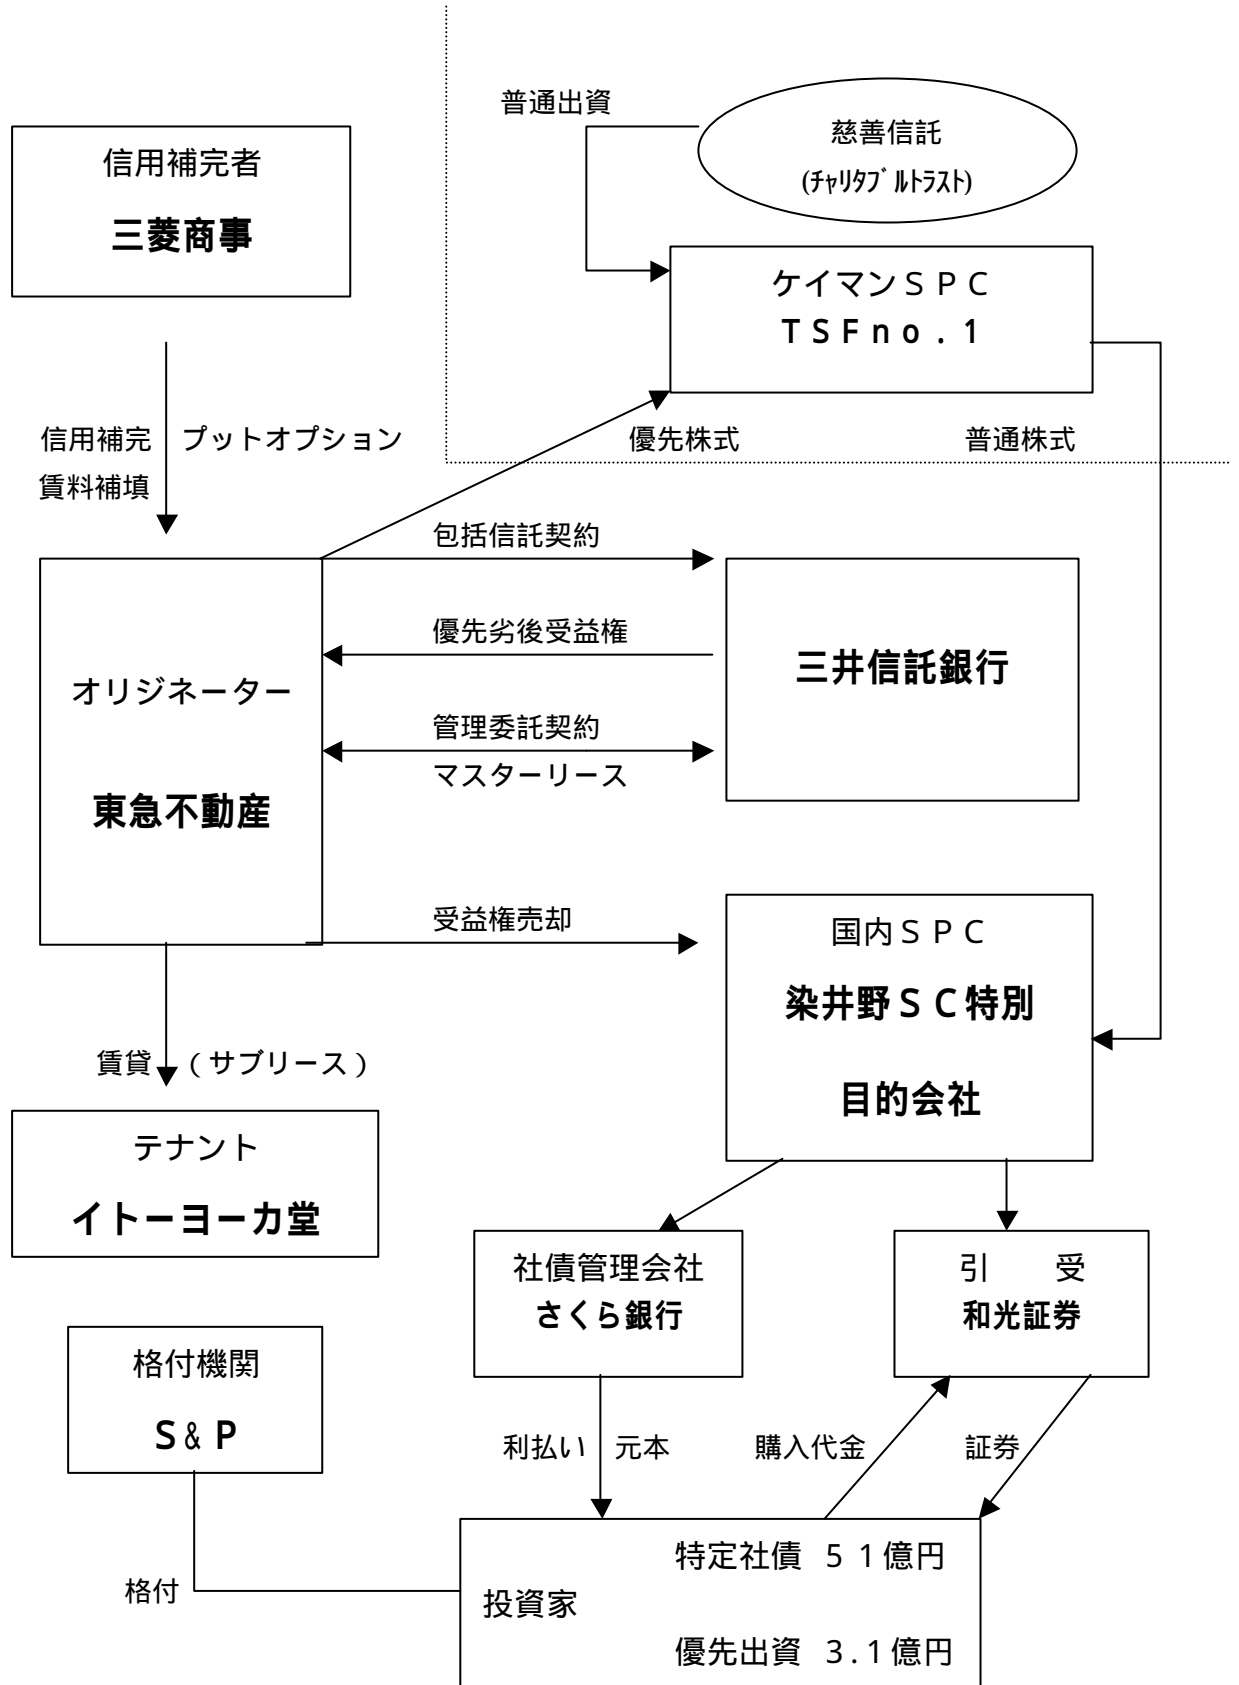 普通出資
慈善信託
(ﾁｬﾘﾀﾌﾞﾙﾄﾗｽﾄ)
信用補完者
三菱商事
ケイマンＳＰＣ
ＴＳＦｎｏ．１
信用補完
プットオプション
賃料補填
優先株式
普通株式
包括信託契約
優先劣後受益権
三井信託銀行
オリジネーター
管理委託契約
マスターリース
東急不動産
受益権売却
国内ＳＰＣ
染井野ＳＣ特別
目的会社
賃貸
（サブリース）
テナント
イトーヨーカ堂
社債管理会社
さくら銀行
引　　受
和光証券
格付機関
Ｓ＆Ｐ
利払い
元本
購入代金
証券
格付
特定社債　５１億円
投資家
優先出資　３．１億円